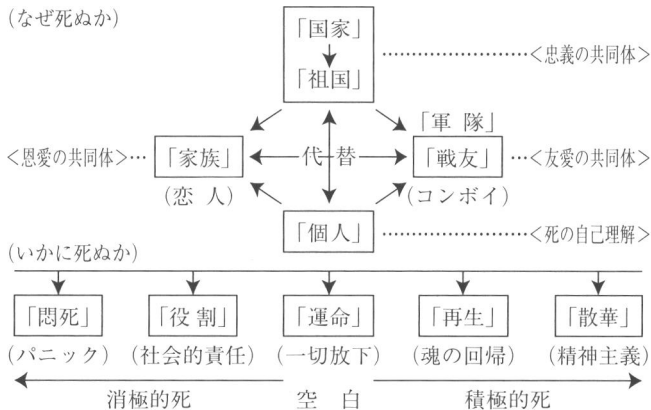 (なぜ死ぬか)
「国家」
「祖国」
<忠義の共同体>
「軍 隊」
<恩愛の共同体>
「家族」
代 替
「戦友」
<友愛の共同体>
(恋 人)
(コンボイ)
「個人」
<死の自己理解>
(いかに死ぬか)
「悶死」 「役割」 「運命」 「再生」 「散華」
(パニック) (社会的責任) (一切放下) (魂の回帰) (精神主義)
消極的死 空 白 積極的死